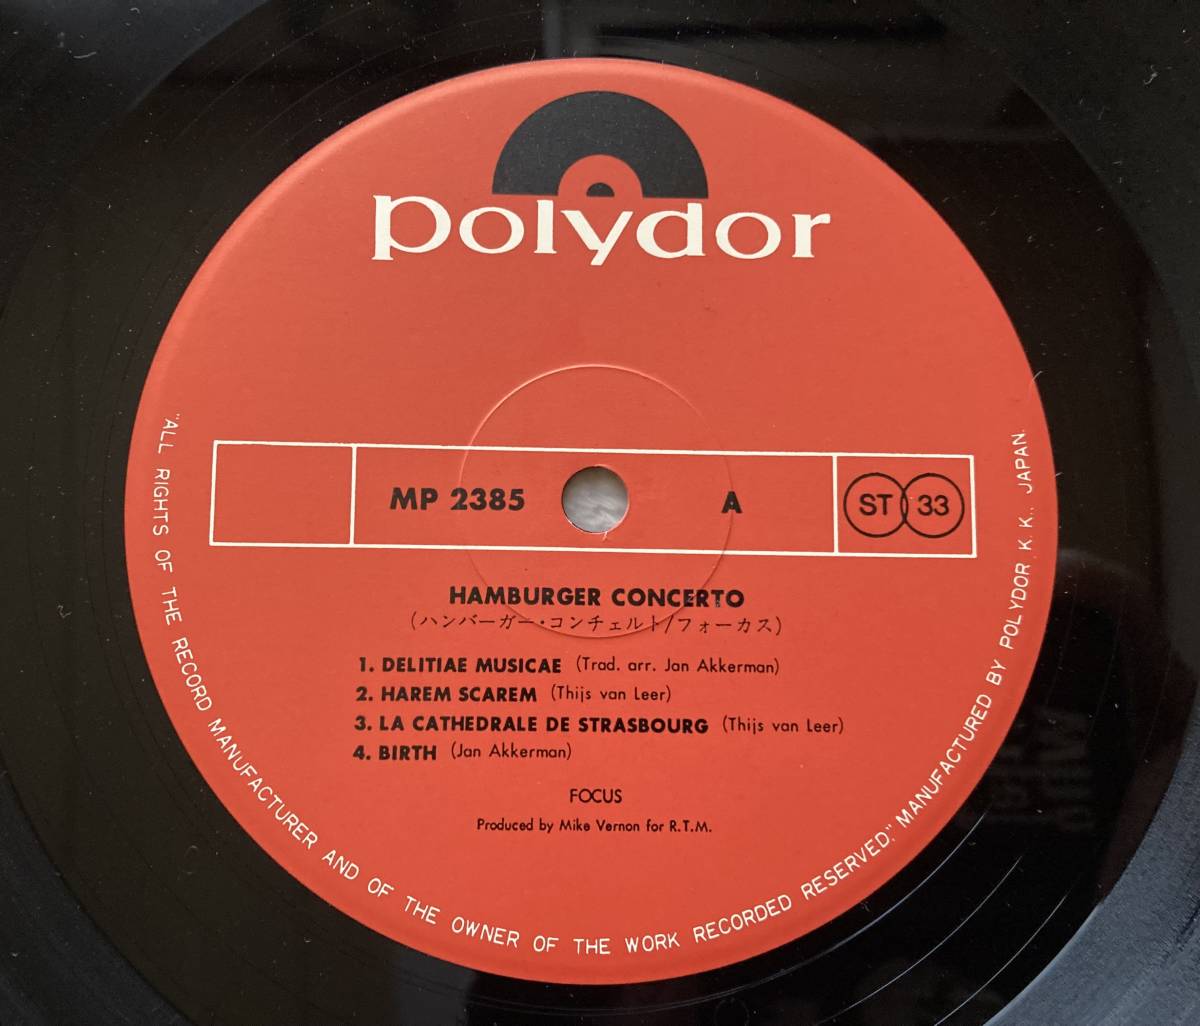 polydor
MP 2385 A ST 33
HAMBURGER CONCERTO
(ハンバーガー・コンチェルト/フォーカス)
1. DELITIAE MUSICAE (Trad. arr. Jan Akkerman)
2. HAREM SCAREM (Thijs van Leer)
3. LA CATHEDRALE DE STRASBOURG (Thijs van Leer)
4. BIRTH (Jan Akkerman)
FOCUS
Produced by Mike Vernon for R.T.M.
"ALL RIGHTS OF THE RECORD MANUFACTURER AND OF THE OWNER OF THE WORK RECORDED RESERVED." MANUFACTURED BY POLYDOR K.K., JAPAN.